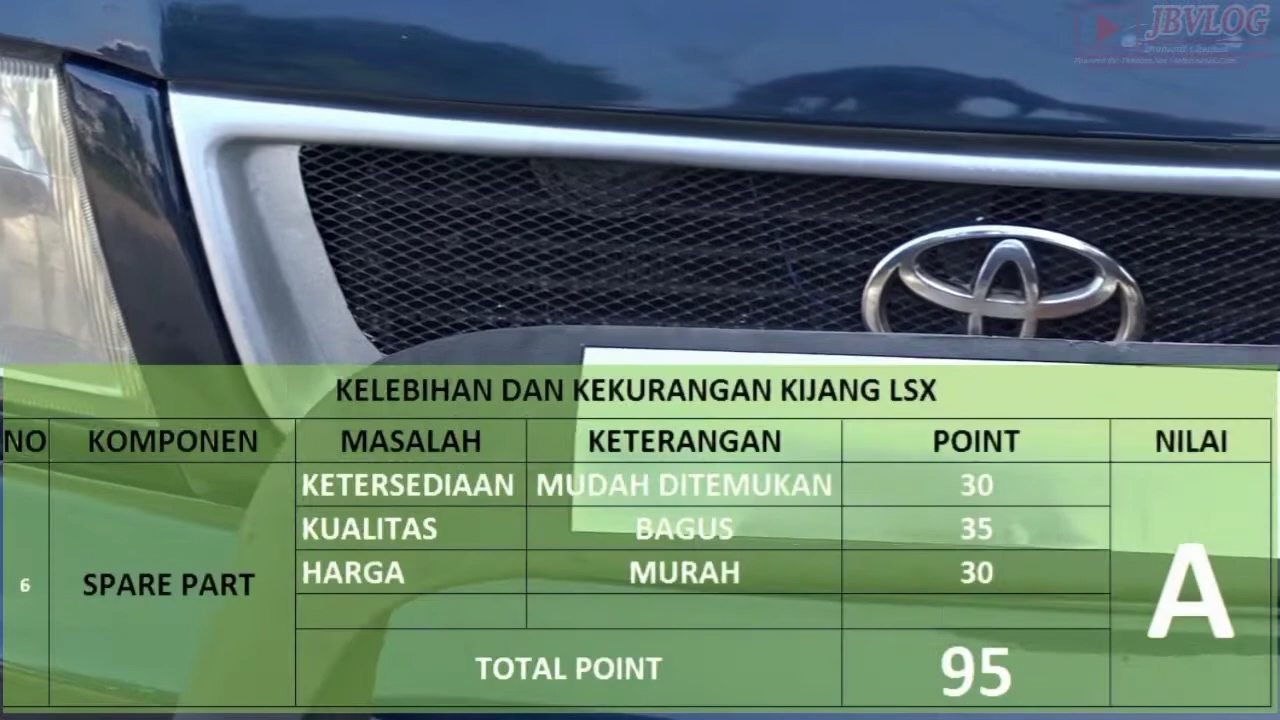 JBVLOG
KELEBIHAN DAN KEKURANGAN KIJANG LSX
NO KOMPONEN MASALAH KETERANGAN POINT NILAI
6 SPARE PART
KETERSEDIAAN MUDAH DITEMUKAN 30
KUALITAS BAGUS 35
HARGA MURAH 30
A
TOTAL POINT 95